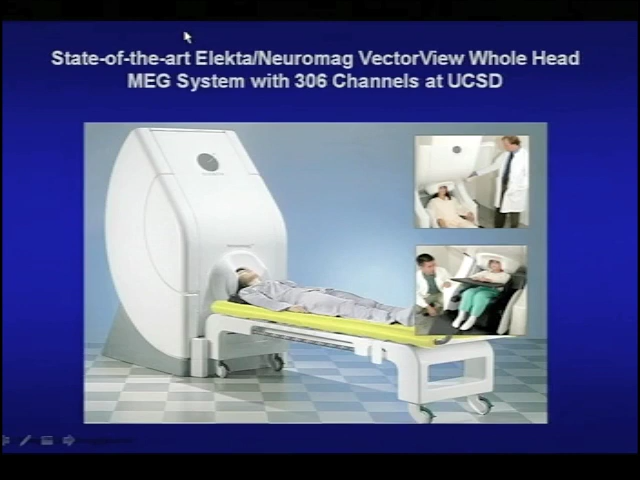 State-of-the-art Elekta/Neuromag VectorView Whole Head
MEG System with 306 Channels at UCSD